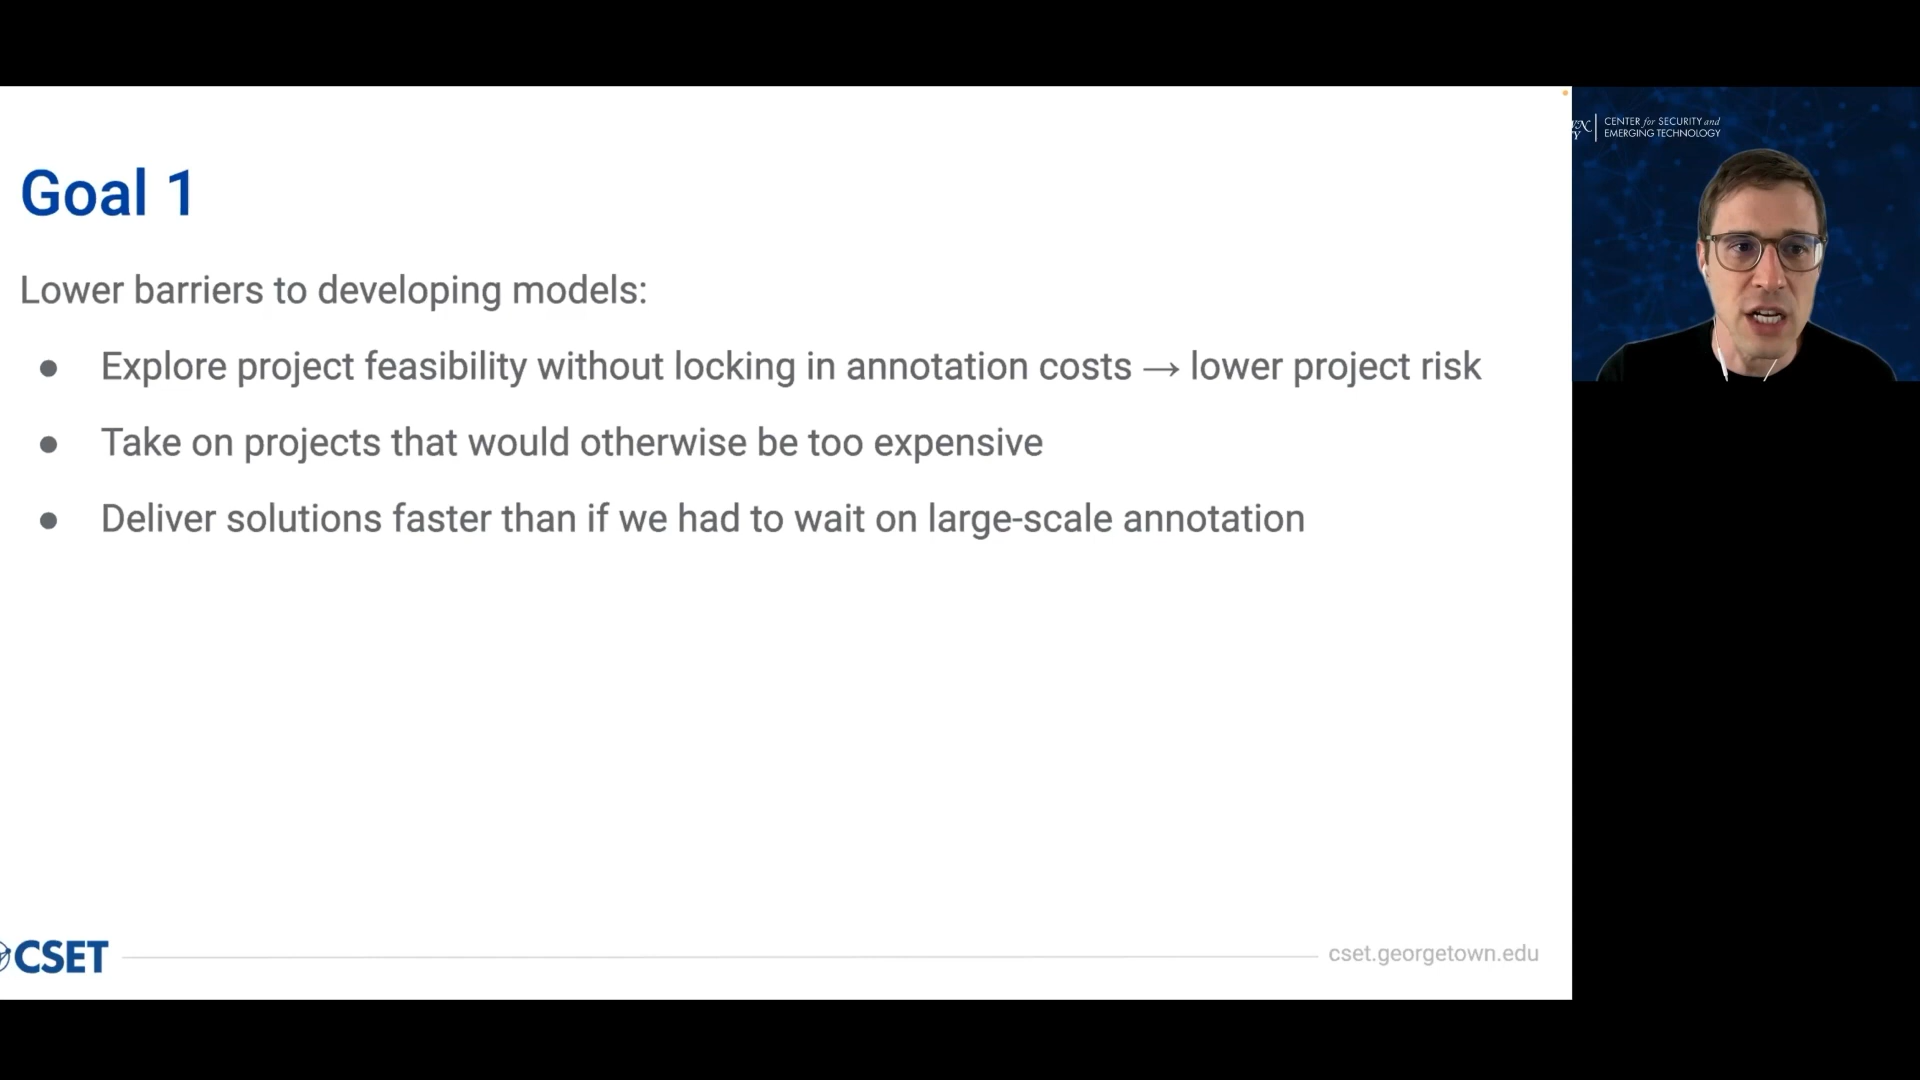 CENTER for SECURITY and
EMERGING TECHNOLOGY
Goal 1
Lower barriers to developing models:
● Explore project feasibility without locking in annotation costs → lower project risk
● Take on projects that would otherwise be too expensive
● Deliver solutions faster than if we had to wait on large-scale annotation
CSET
cset.georgetown.edu